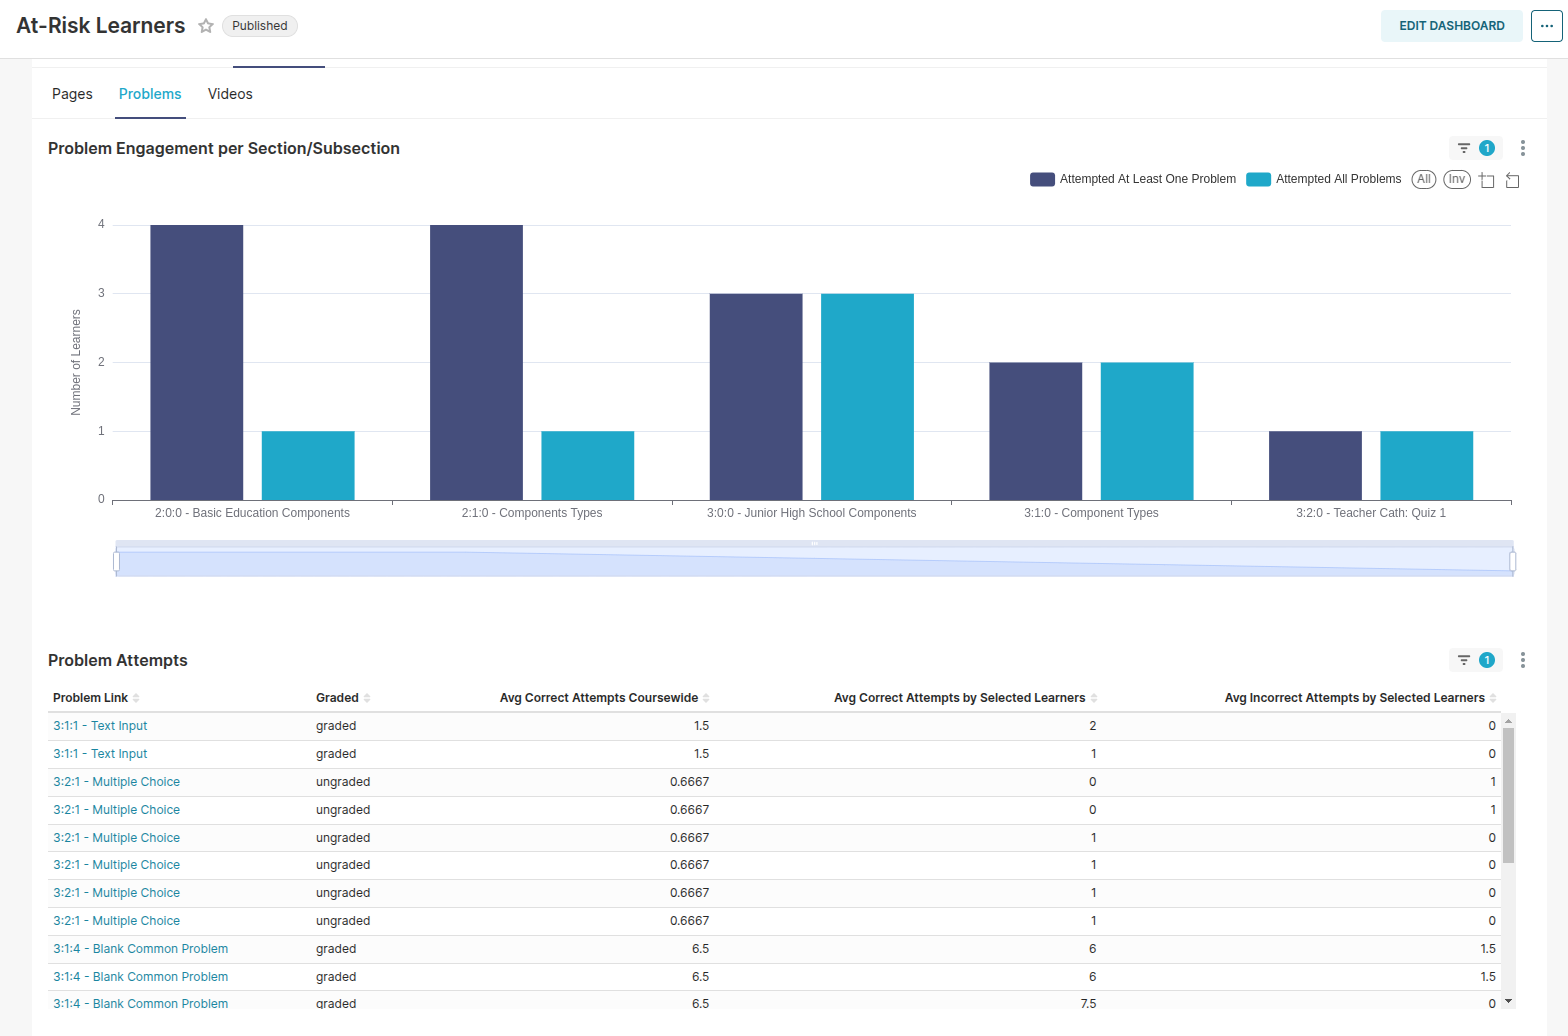 At-Risk Learners Published EDIT DASHBOARD ...
Pages Problems Videos
Problem Engagement per Section/Subsection 1
Attempted At Least One Problem Attempted All Problems All Inv
4
3
2
1
0
Number of Learners
2:0:0 - Basic Education Components 2:1:0 - Components Types 3:0:0 - Junior High School Components 3:1:0 - Component Types 3:2:0 - Teacher Cath: Quiz 1
Problem Attempts 1
Problem Link Graded Avg Correct Attempts Coursewide Avg Correct Attempts by Selected Learners Avg Incorrect Attempts by Selected Learners
3:1:1 - Text Input graded 1.5 2 0
3:1:1 - Text Input graded 1.5 1 0
3:2:1 - Multiple Choice ungraded 0.6667 0 1
3:2:1 - Multiple Choice ungraded 0.6667 0 1
3:2:1 - Multiple Choice ungraded 0.6667 1 0
3:2:1 - Multiple Choice ungraded 0.6667 1 0
3:2:1 - Multiple Choice ungraded 0.6667 1 0
3:2:1 - Multiple Choice ungraded 0.6667 1 0
3:1:4 - Blank Common Problem graded 6.5 6 1.5
3:1:4 - Blank Common Problem graded 6.5 6 1.5
3:1:4 - Blank Common Problem graded 6.5 7.5 0